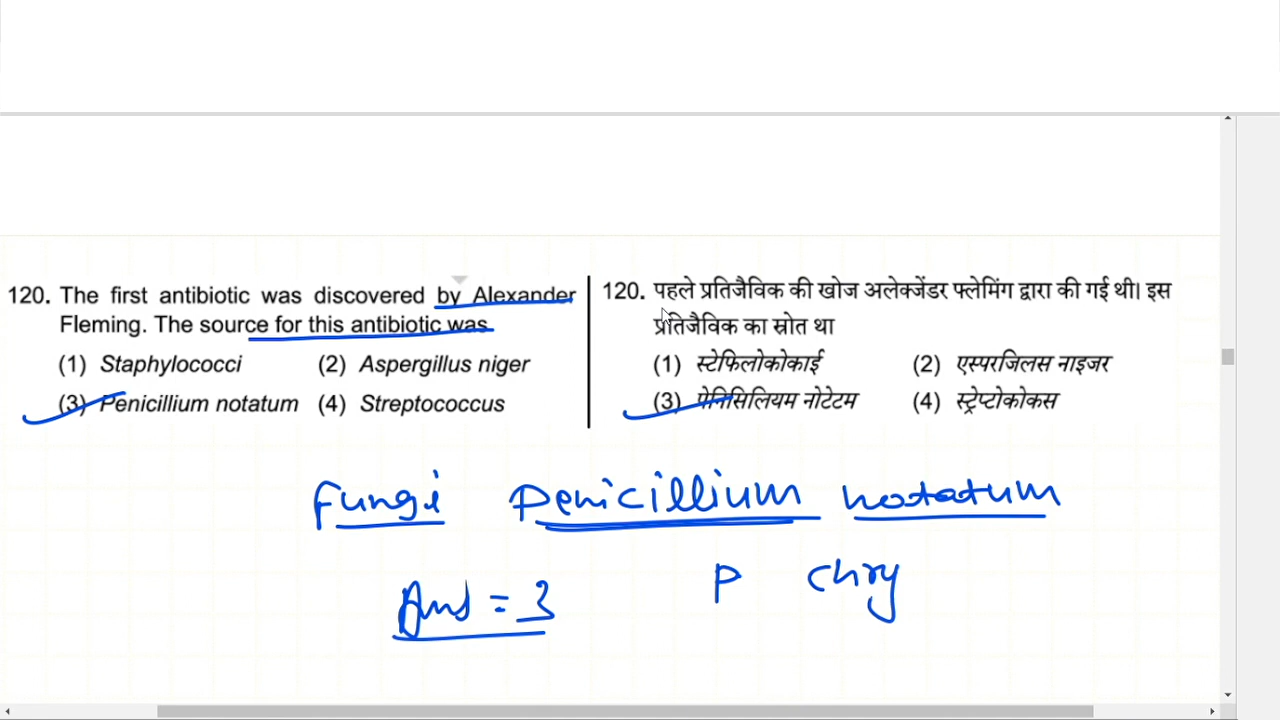 120. The first antibiotic was discovered by Alexander
Fleming. The source for this antibiotic was
(1) Staphylococci (2) Aspergillus niger
(3) Penicillium notatum (4) Streptococcus
120. पहले प्रतिजैविक की खोज अलेक्जेंडर फ्लेमिंग द्वारा की गई थी। इस
प्रतिजैविक का स्रोत था
(1) स्टेफिलोकोकाई (2) एस्परजिलस नाइजर
(3) पेनिसिलियम नोटेटम (4) स्ट्रेप्टोकोकस
Fungi Penicillium notatum
P Chry
Ans = 3